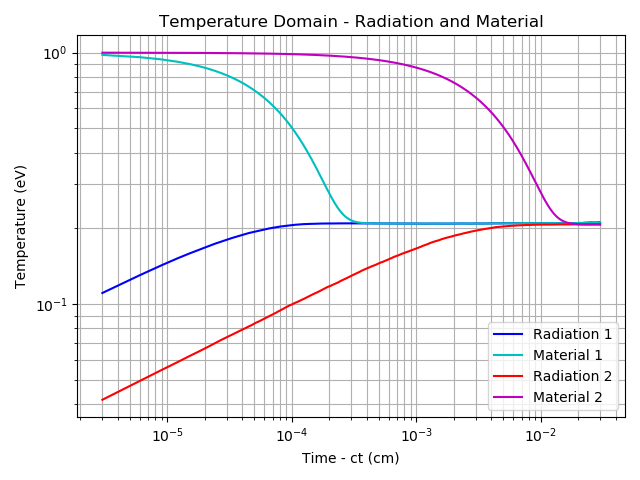 Temperature Domain - Radiation and Material
Temperature (eV)
10⁰
10⁻¹
10⁻⁵
10⁻⁴
10⁻³
10⁻²
Time - ct (cm)
Radiation 1
Material 1
Radiation 2
Material 2